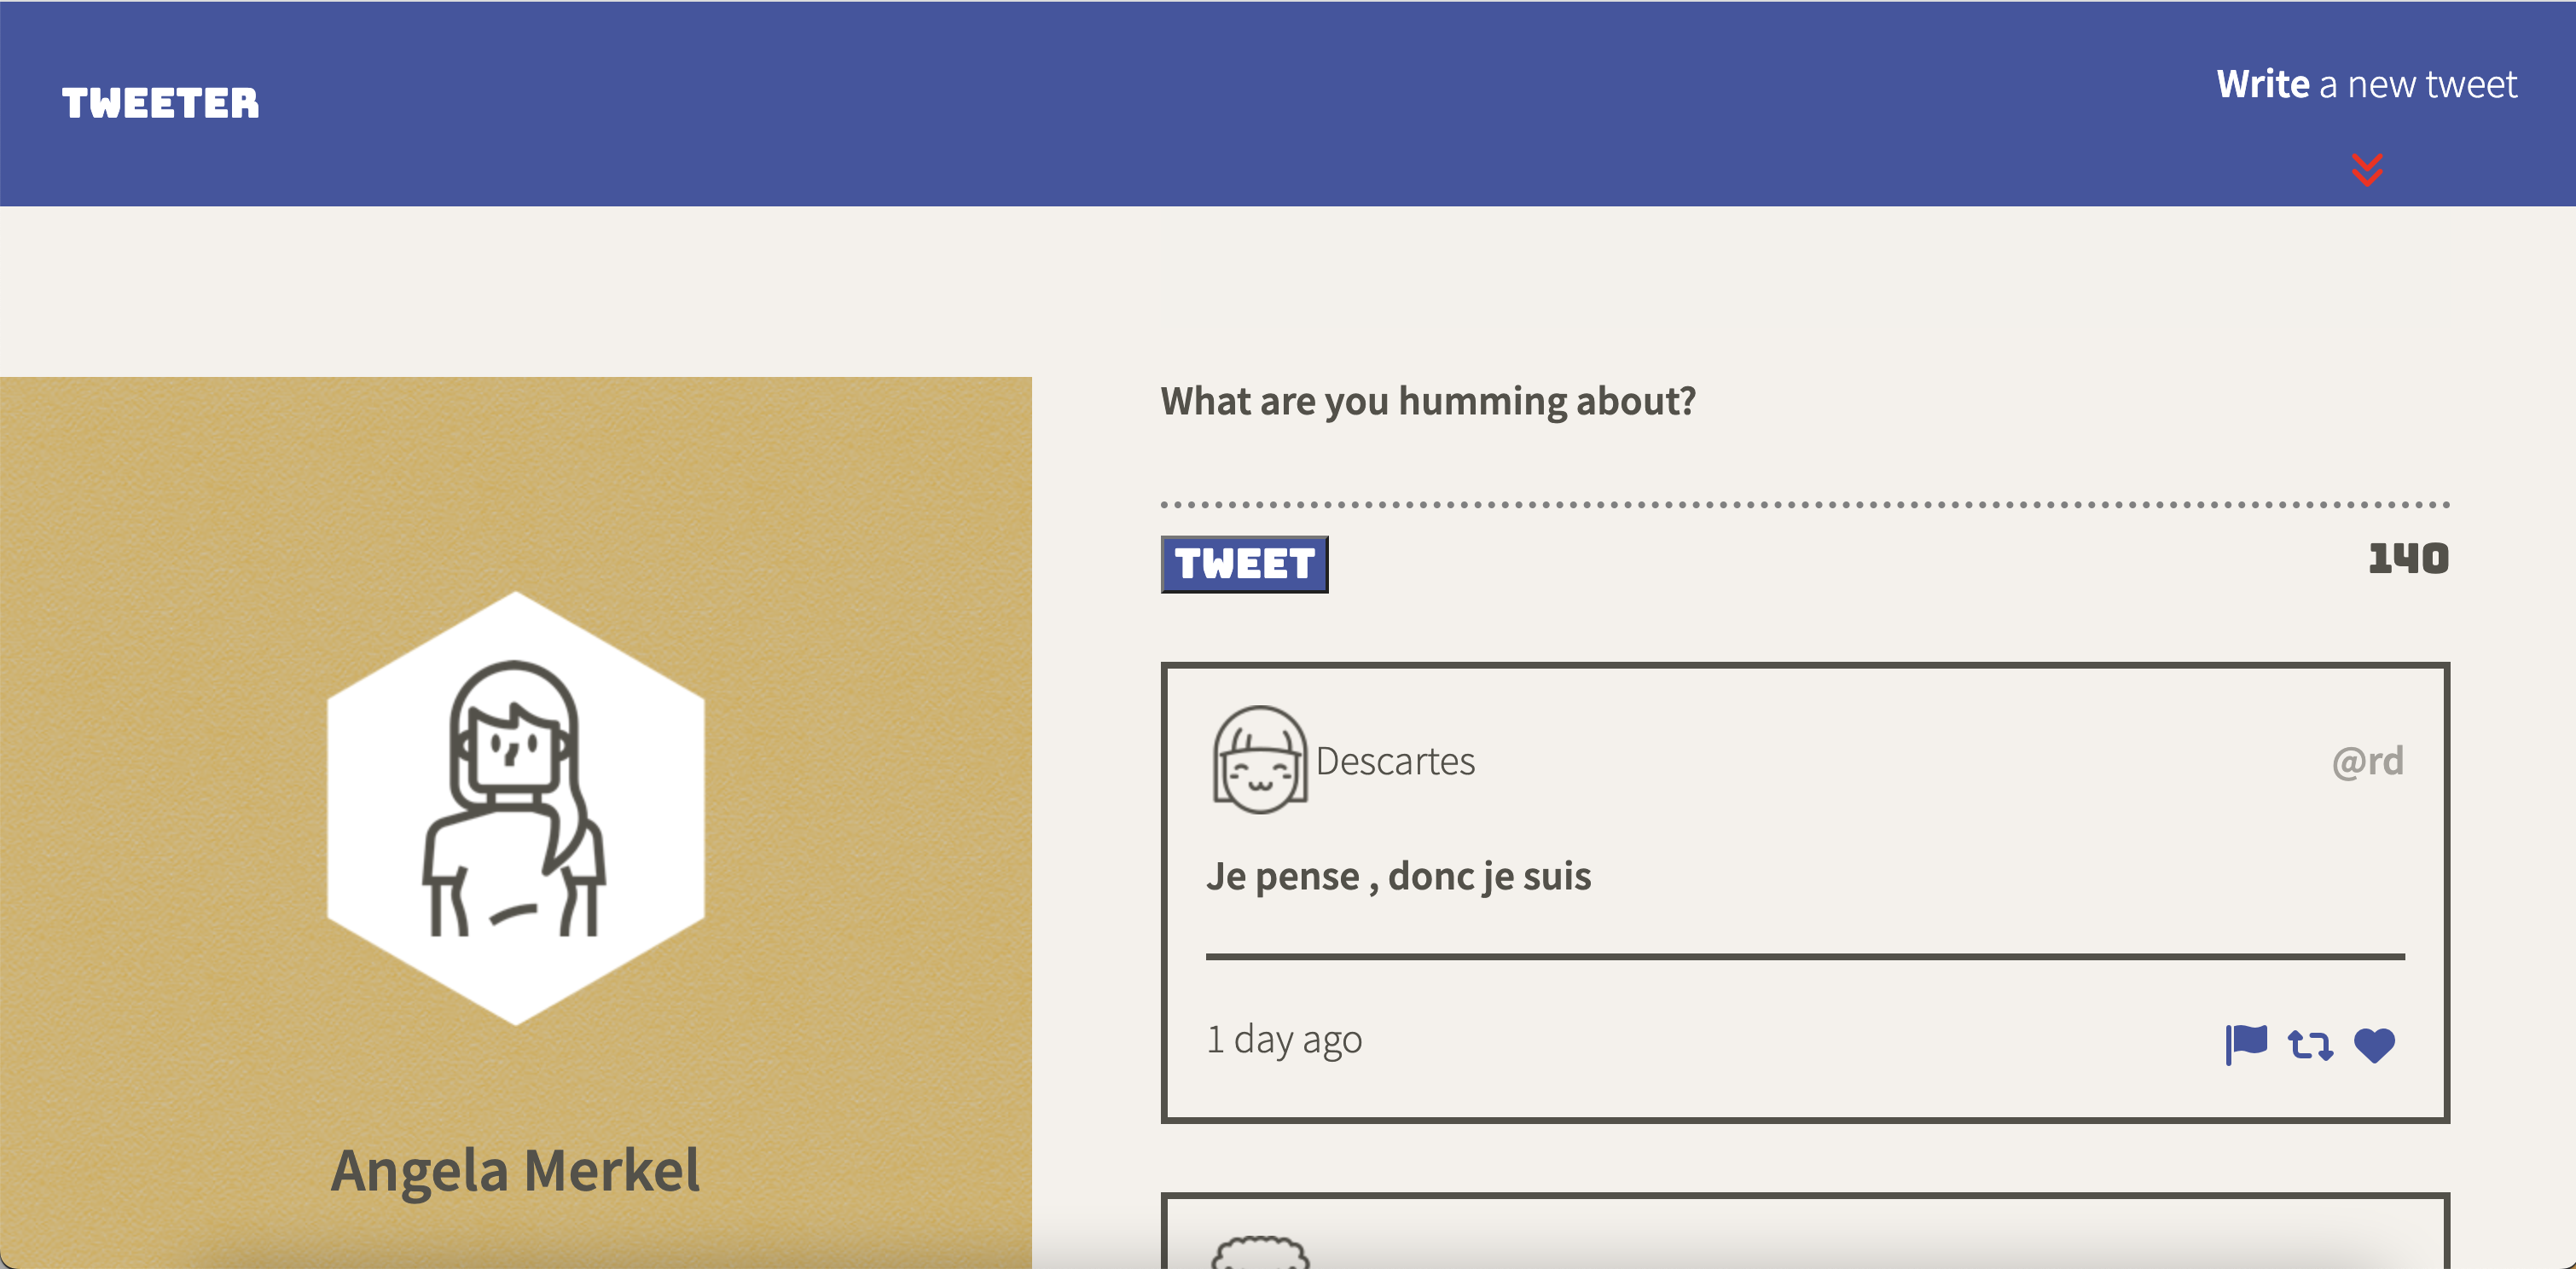 TWEETER
Write a new tweet
What are you humming about?
TWEET
140
Descartes
@rd
Je pense , donc je suis
1 day ago
Angela Merkel